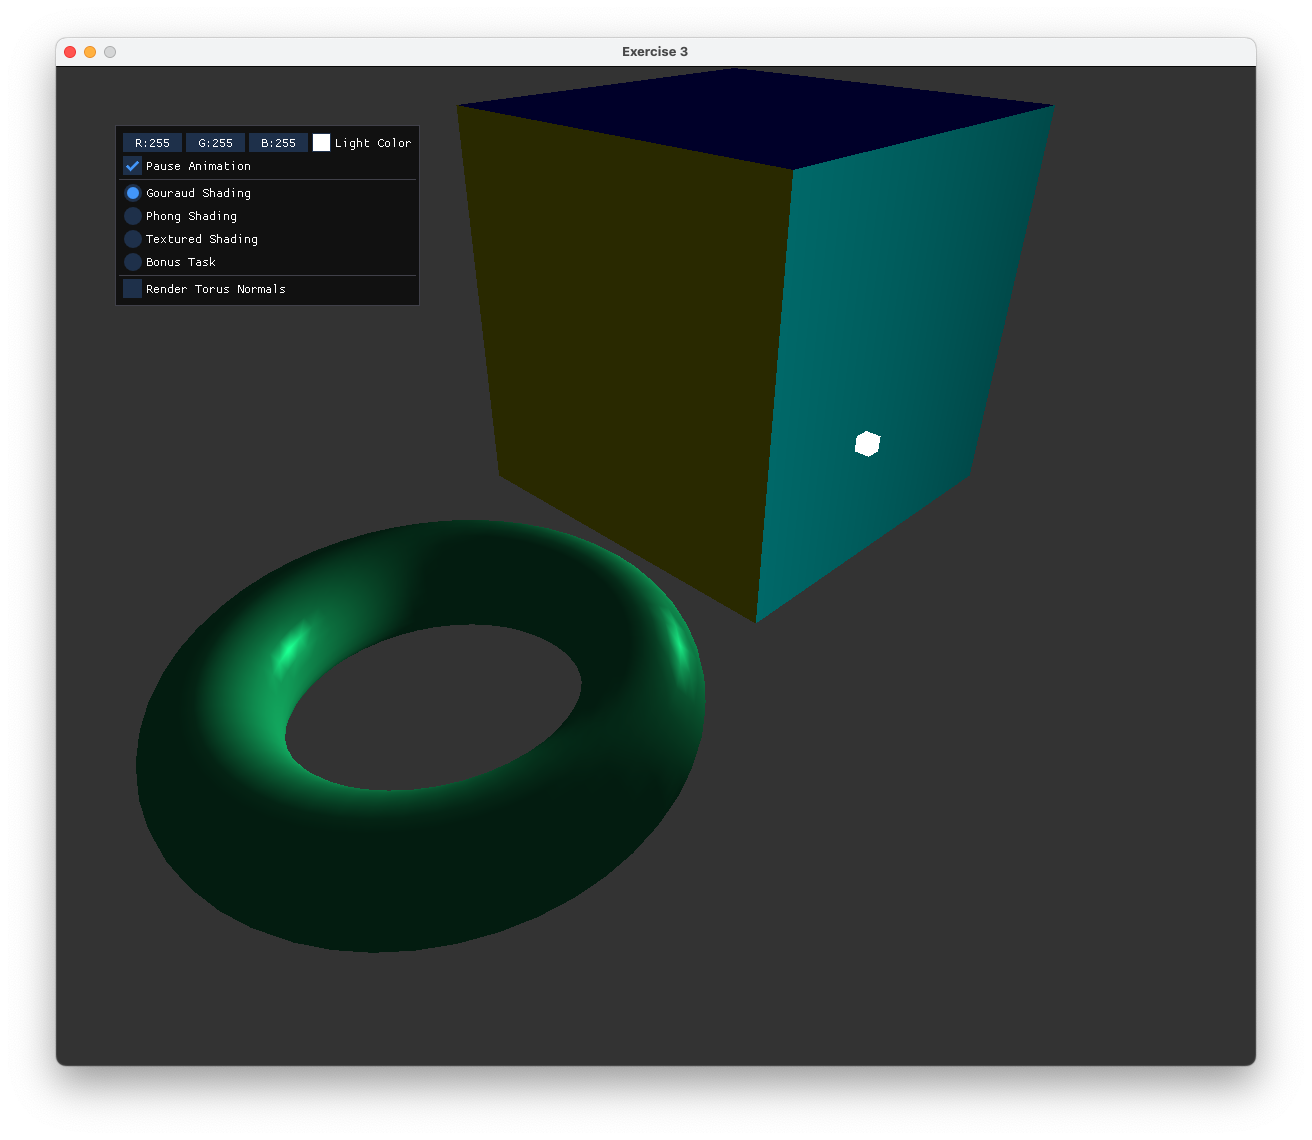 Exercise 3
R:255 G:255 B:255 Light Color
Pause Animation
Gouraud Shading
Phong Shading
Textured Shading
Bonus Task
Render Torus Normals